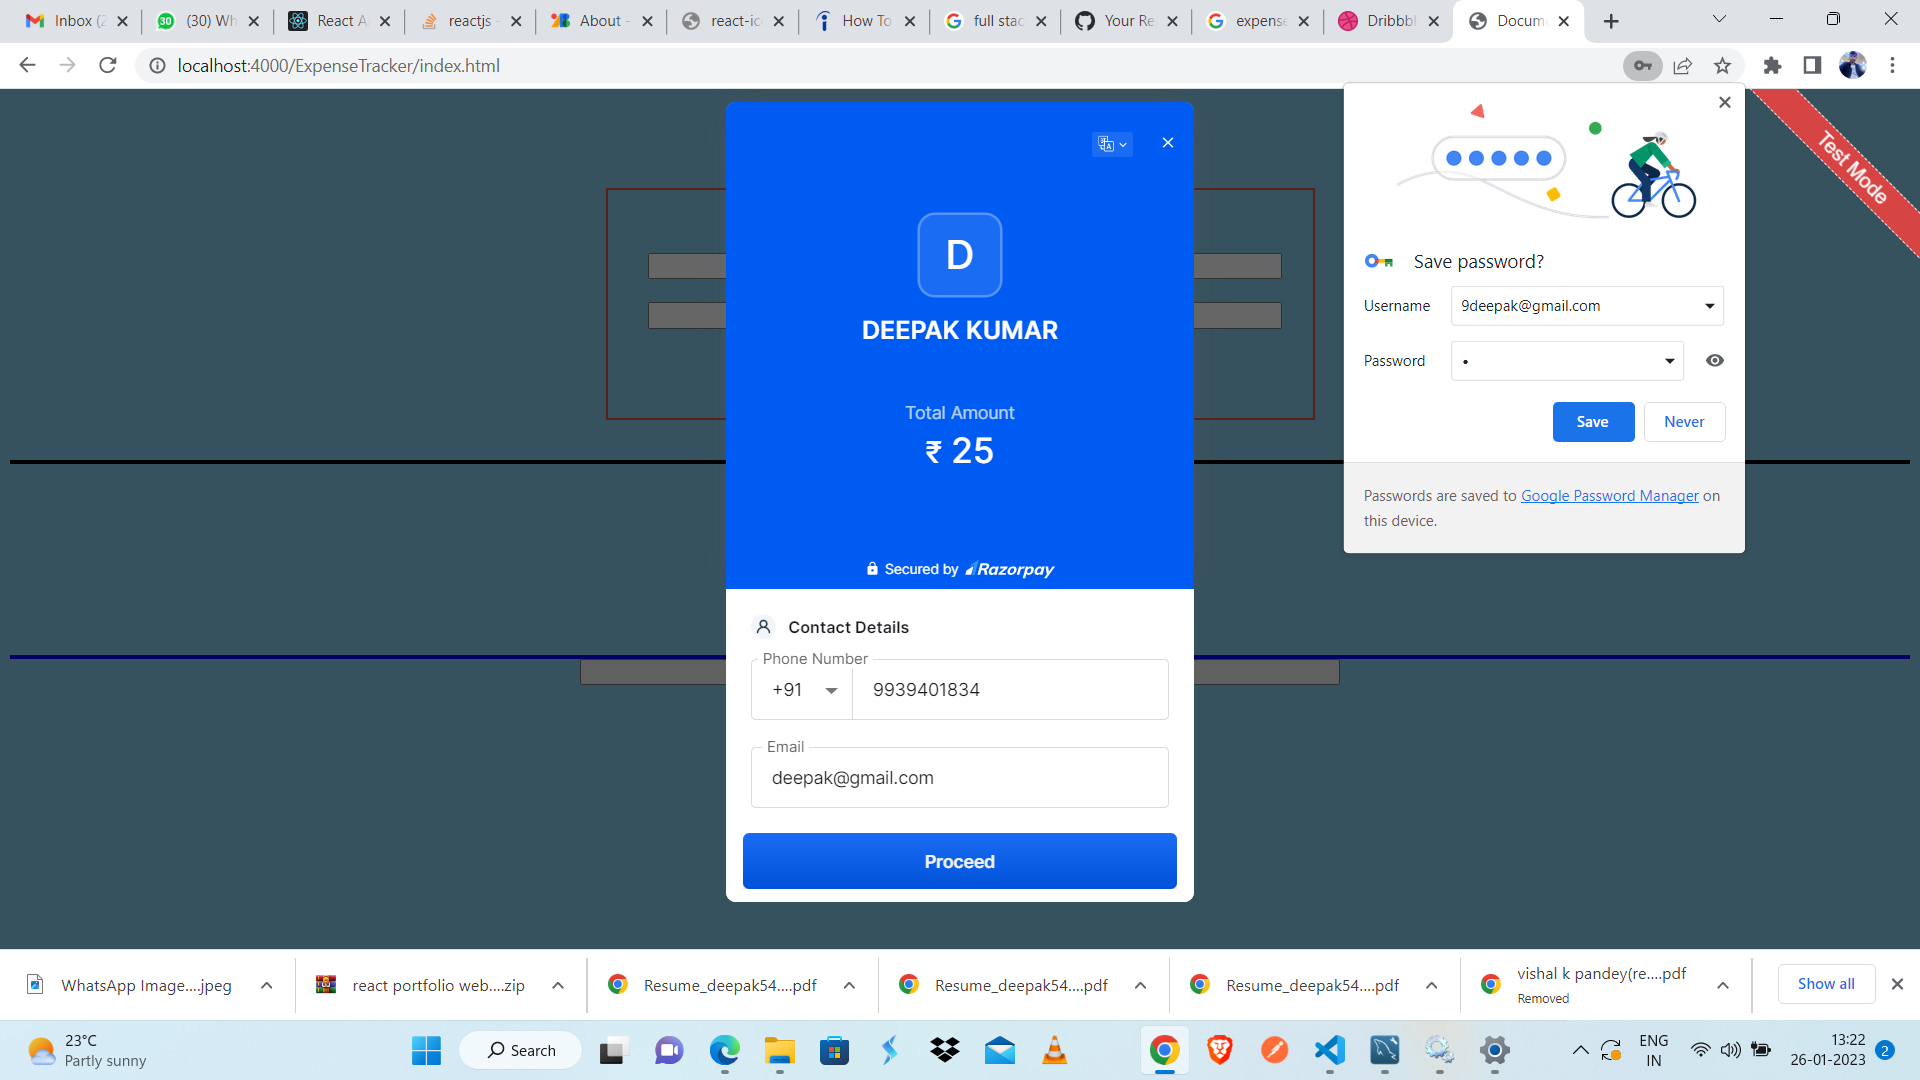 Inbox (2
(30) Wh
React A
reactjs -
About -
react-ic
How To
full stac
Your Re
expense
Dribbbl
Docum
localhost:4000/ExpenseTracker/index.html
Test Mode
D
DEEPAK KUMAR
Total Amount
₹ 25
Secured by Razorpay
Contact Details
Phone Number
+91
9939401834
Email
deepak@gmail.com
Proceed
Save password?
Username
9deepak@gmail.com
Password
•
Save
Never
Passwords are saved to Google Password Manager on
this device.
WhatsApp Image....jpeg
react portfolio web....zip
Resume_deepak54....pdf
Resume_deepak54....pdf
Resume_deepak54....pdf
vishal k pandey(re....pdf
Removed
Show all
23°C
Partly sunny
Search
ENG
IN
13:22
26-01-2023
2